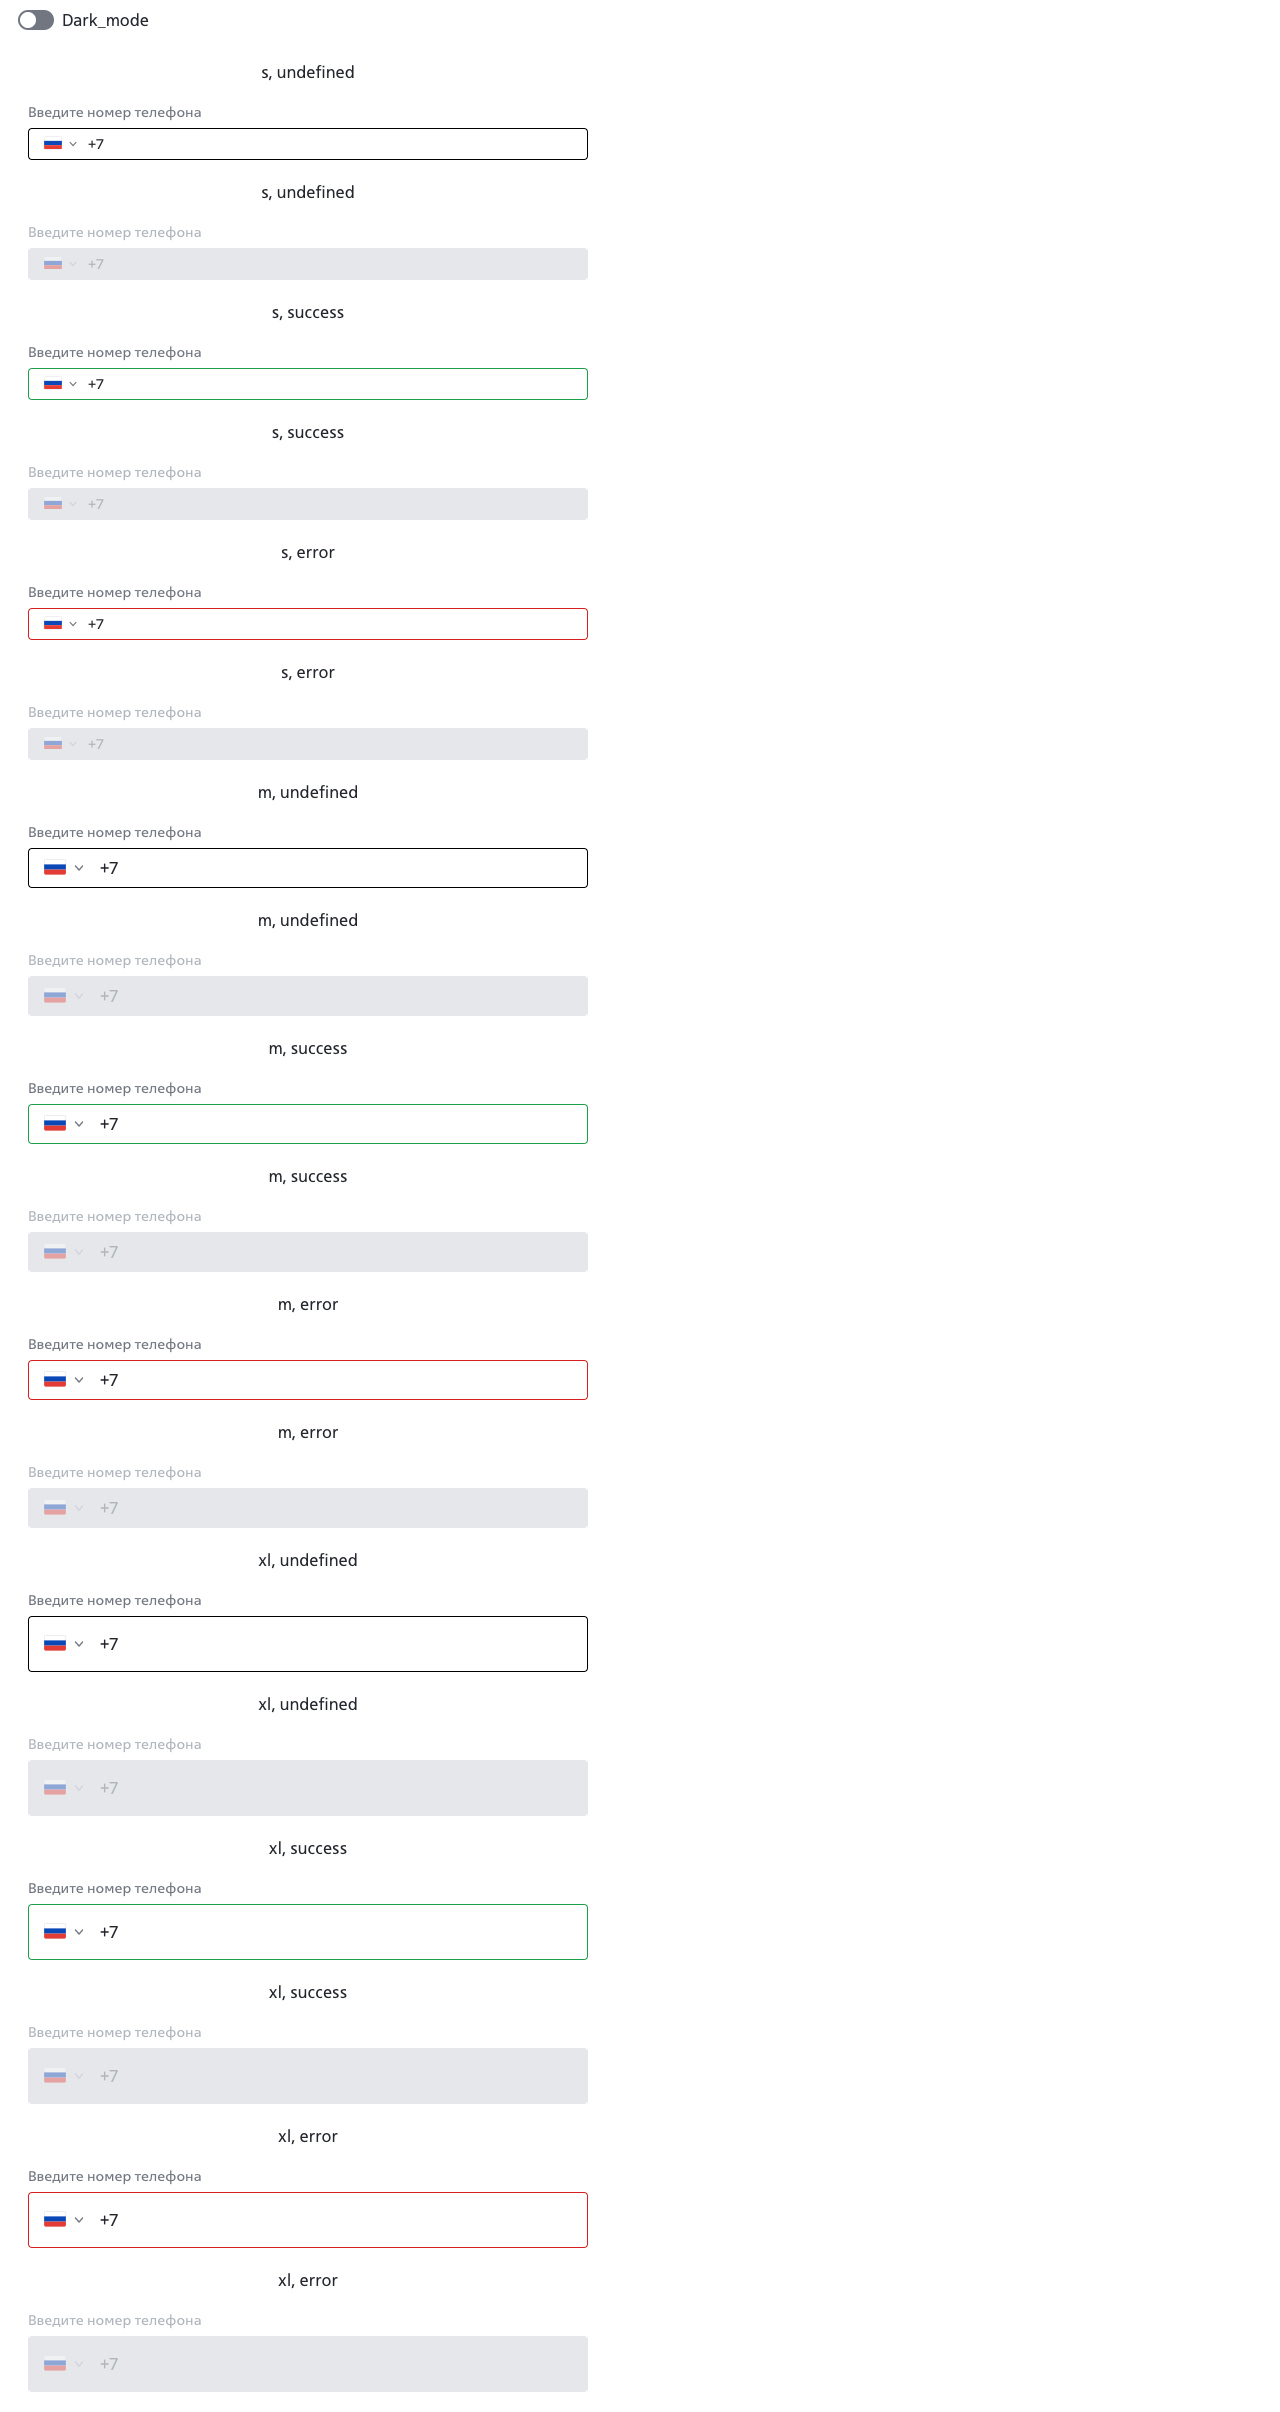 Dark_mode
s, undefined
Введите номер телефона
+7
s, undefined
Введите номер телефона
+7
s, success
Введите номер телефона
+7
s, success
Введите номер телефона
+7
s, error
Введите номер телефона
+7
s, error
Введите номер телефона
+7
m, undefined
Введите номер телефона
+7
m, undefined
Введите номер телефона
+7
m, success
Введите номер телефона
+7
m, success
Введите номер телефона
+7
m, error
Введите номер телефона
+7
m, error
Введите номер телефона
+7
xl, undefined
Введите номер телефона
+7
xl, undefined
Введите номер телефона
+7
xl, success
Введите номер телефона
+7
xl, success
Введите номер телефона
+7
xl, error
Введите номер телефона
+7
xl, error
Введите номер телефона
+7